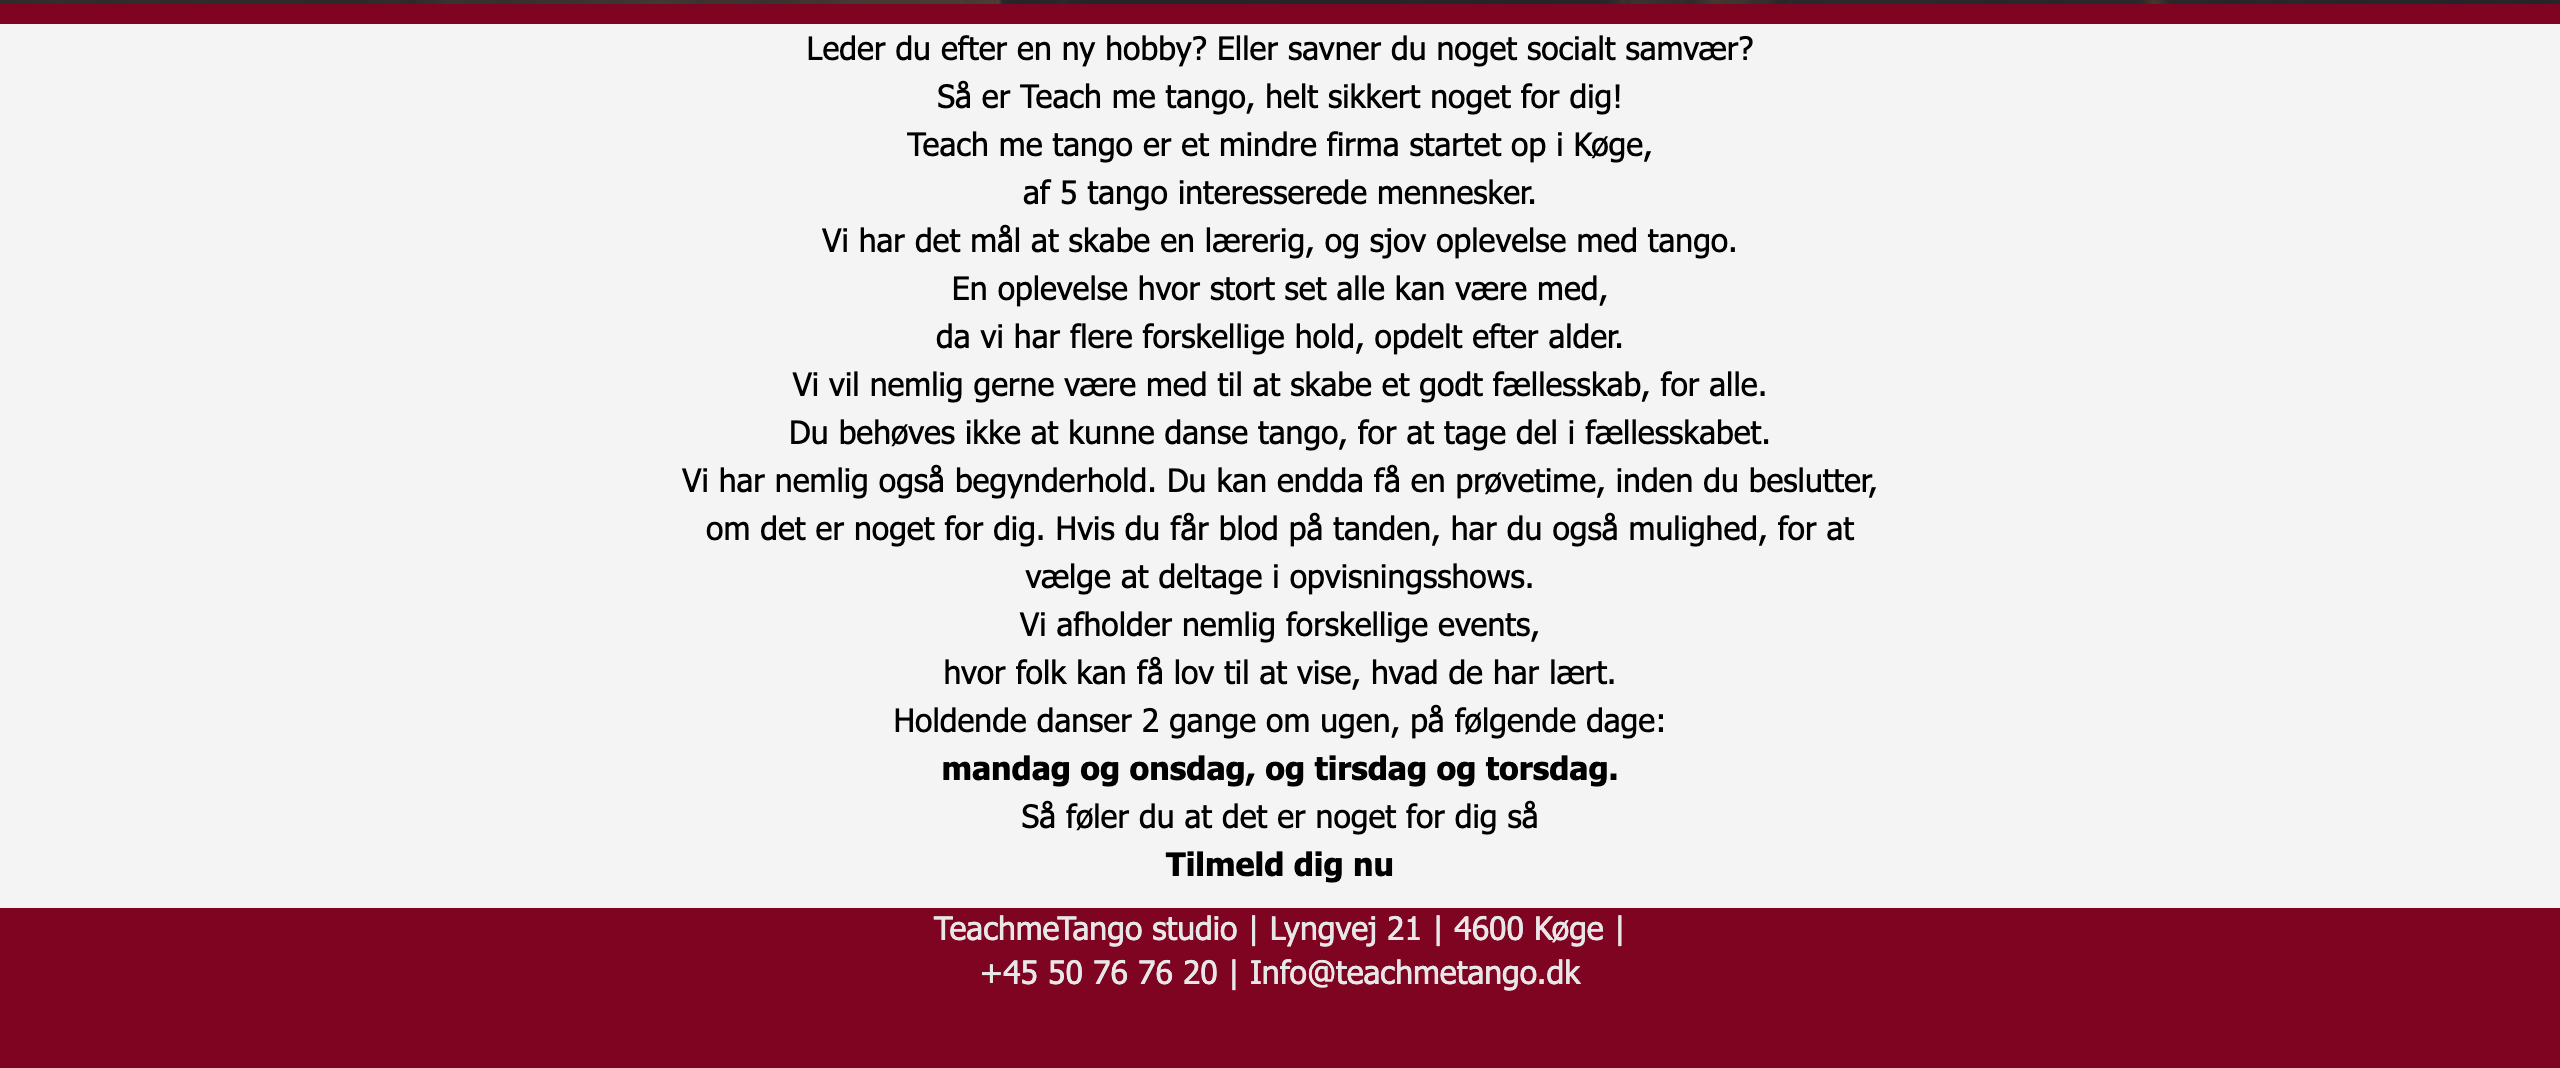 Leder du efter en ny hobby? Eller savner du noget socialt samvær?
Så er Teach me tango, helt sikkert noget for dig!
Teach me tango er et mindre firma startet op i Køge,
af 5 tango interesserede mennesker.
Vi har det mål at skabe en lærerig, og sjov oplevelse med tango.
En oplevelse hvor stort set alle kan være med,
da vi har flere forskellige hold, opdelt efter alder.
Vi vil nemlig gerne være med til at skabe et godt fællesskab, for alle.
Du behøves ikke at kunne danse tango, for at tage del i fællesskabet.
Vi har nemlig også begynderhold. Du kan endda få en prøvetime, inden du beslutter,
om det er noget for dig. Hvis du får blod på tanden, har du også mulighed, for at
vælge at deltage i opvisningsshows.
Vi afholder nemlig forskellige events,
hvor folk kan få lov til at vise, hvad de har lært.
Holdende danser 2 gange om ugen, på følgende dage:
mandag og onsdag, og tirsdag og torsdag.
Så føler du at det er noget for dig så
Tilmeld dig nu
TeachmeTango studio | Lyngvej 21 | 4600 Køge |
+45 50 76 76 20 | Info@teachmetango.dk